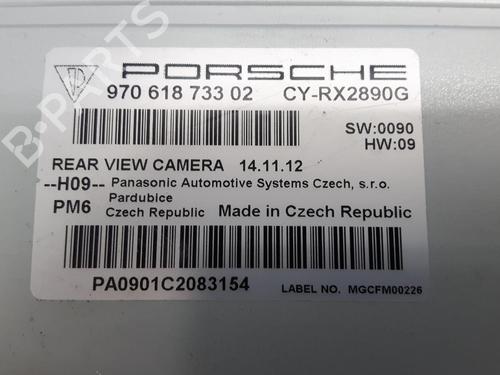 PORSCHE
970 618 733 02 CY-RX2890G
SW:0090
HW:09
REAR VIEW CAMERA 14.11.12
--H09-- Panasonic Automotive Systems Czech, s.r.o.
Pardubice
PM6 Czech Republic Made in Czech Republic
PA0901C2083154
LABEL NO. MGCFM00226